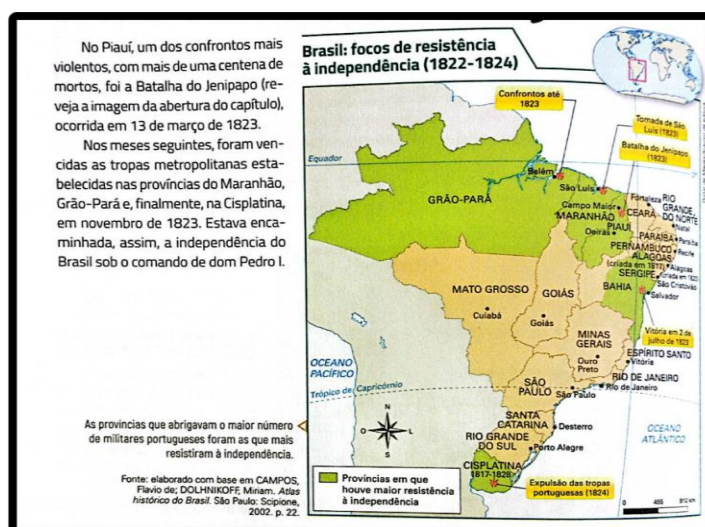 No Piauí, um dos confrontos mais
violentos, com mais de uma centena de
mortos, foi a Batalha do Jenipapo (re-
veja a imagem da abertura do capítulo),
ocorrida em 13 de março de 1823.
Nos meses seguintes, foram ven-
cidas as tropas metropolitanas esta-
belecidas nas províncias do Maranhão,
Grão-Pará e, finalmente, na Cisplatina,
em novembro de 1823. Estava enca-
minhada, assim, a independência do
Brasil sob o comando de dom Pedro I.
As províncias que abrigavam o maior número
de militares portugueses foram as que mais
resistiram à independência.
Fonte: elaborado com base em CAMPOS,
Flavio de; DOLHNIKOFF, Miriam. Atlas
histórico do Brasil. São Paulo: Scipione,
2002. p. 22.
Brasil: focos de resistência
à independência (1822-1824)
Confrontos até
1823
Tomada de São
Luís (1823)
Batalha do Jenipapo
(1823)
Equador
Belém
São Luís
GRÃO-PARÁ
Campo Maior
MARANHÃO
PIAUÍ
Oeiras
Fortaleza
CEARÁ
RIO
GRANDE
DO NORTE
Natal
PARAÍBA
Paraíba
PERNAMBUCO
Recife
ALAGOAS
(criada em 1817)
Alagoas
SERGIPE
(criada em 1820)
São Cristóvão
BAHIA
Salvador
MATO GROSSO
Cuiabá
GOIÁS
Goiás
Vitória em 2 de
julho de 1823
MINAS
GERAIS
Ouro
Preto
ESPÍRITO SANTO
Vitória
RIO DE JANEIRO
Rio de Janeiro
OCEANO
PACÍFICO
Trópico de Capricórnio
SÃO
PAULO
São Paulo
SANTA
CATARINA
Desterro
RIO GRANDE
DO SUL
Porto Alegre
OCEANO
ATLÂNTICO
CISPLATINA
1817-1828
Expulsão das tropas
portuguesas (1824)
N
O
L
S
Províncias em que
houve maior resistência
à independência
0